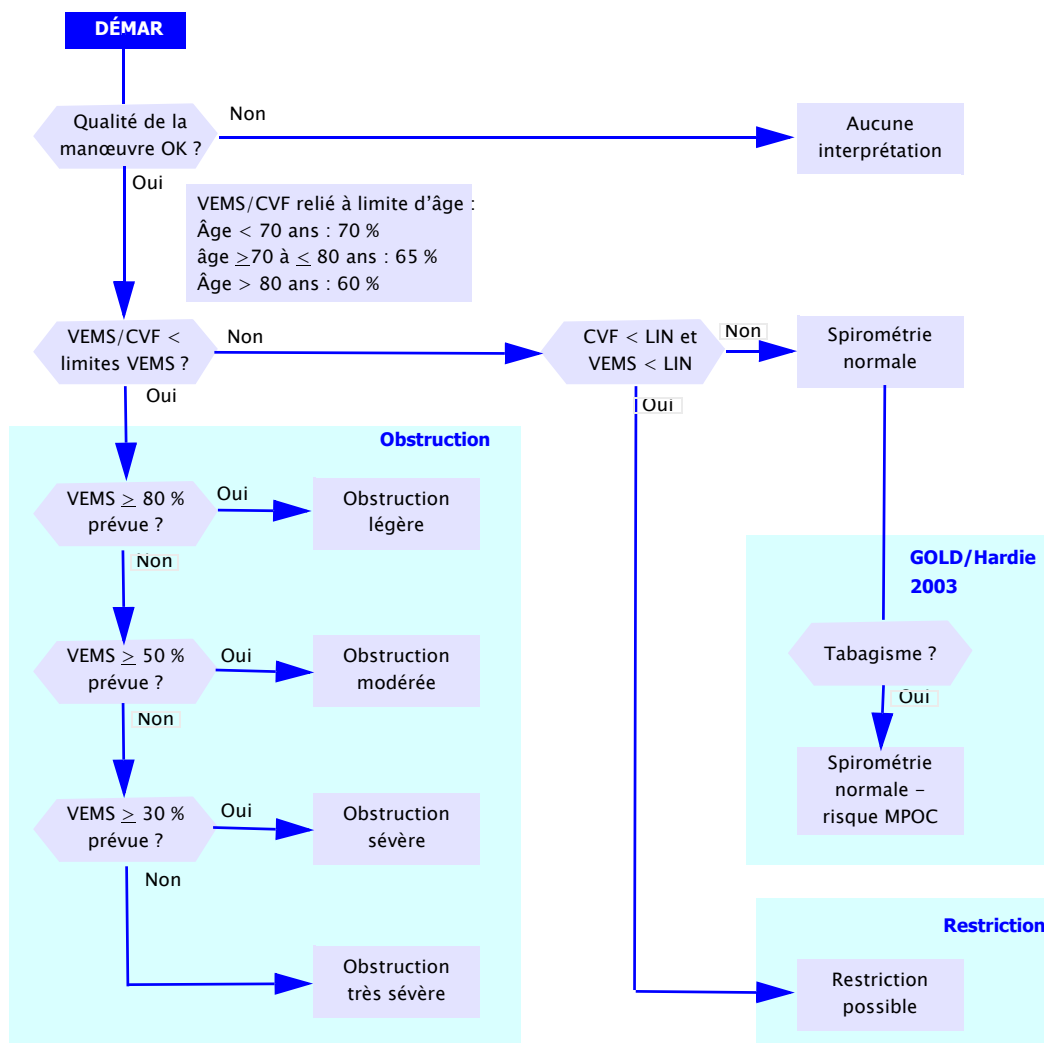 DÉMAR
Qualité de la
manœuvre OK ?
Non
Aucune
interprétation
Oui
VEMS/CVF relié à limite d’âge :
Âge < 70 ans : 70 %
âge ≥70 à ≤ 80 ans : 65 %
Âge > 80 ans : 60 %
VEMS/CVF <
limites VEMS ?
Non
CVF < LIN et
VEMS < LIN
Non
Spirométrie
normale
Oui
Oui
Obstruction
VEMS ≥ 80 %
prévue ?
Oui
Obstruction
légère
Non
GOLD/Hardie
2003
VEMS ≥ 50 %
prévue ?
Oui
Obstruction
modérée
Tabagisme ?
Non
Oui
Spirométrie
normale –
risque MPOC
VEMS ≥ 30 %
prévue ?
Oui
Obstruction
sévère
Non
Restriction
Obstruction
très sévère
Restriction
possible